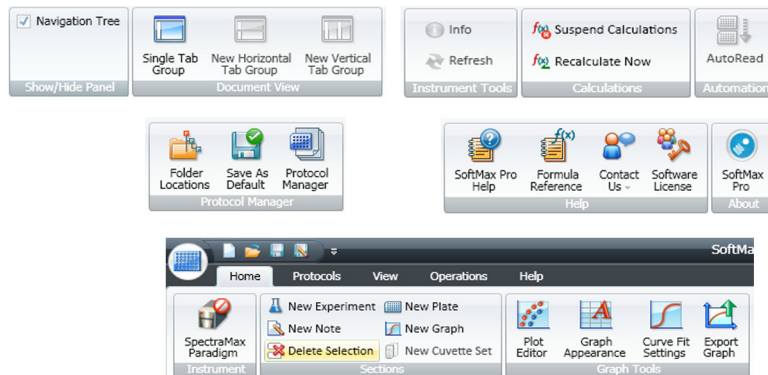 Navigation Tree
Show/Hide Panel
Single Tab Group
New Horizontal Tab Group
New Vertical Tab Group
Document View
Info
Refresh
Instrument Tools
Suspend Calculations
Recalculate Now
Calculations
AutoRead
Automation
Folder Locations
Save As Default
Protocol Manager
Protocol Manager
SoftMax Pro Help
f(x)
Formula Reference
Contact Us
Software License
Help
SoftMax Pro
About
SoftMa
Home Protocols View Operations Help
SpectraMax Paradigm
Instrument
New Experiment
New Plate
New Note
New Graph
Delete Selection
New Cuvette Set
Sections
Plot Editor
Graph Appearance
Curve Fit Settings
Export Graph
Graph Tools